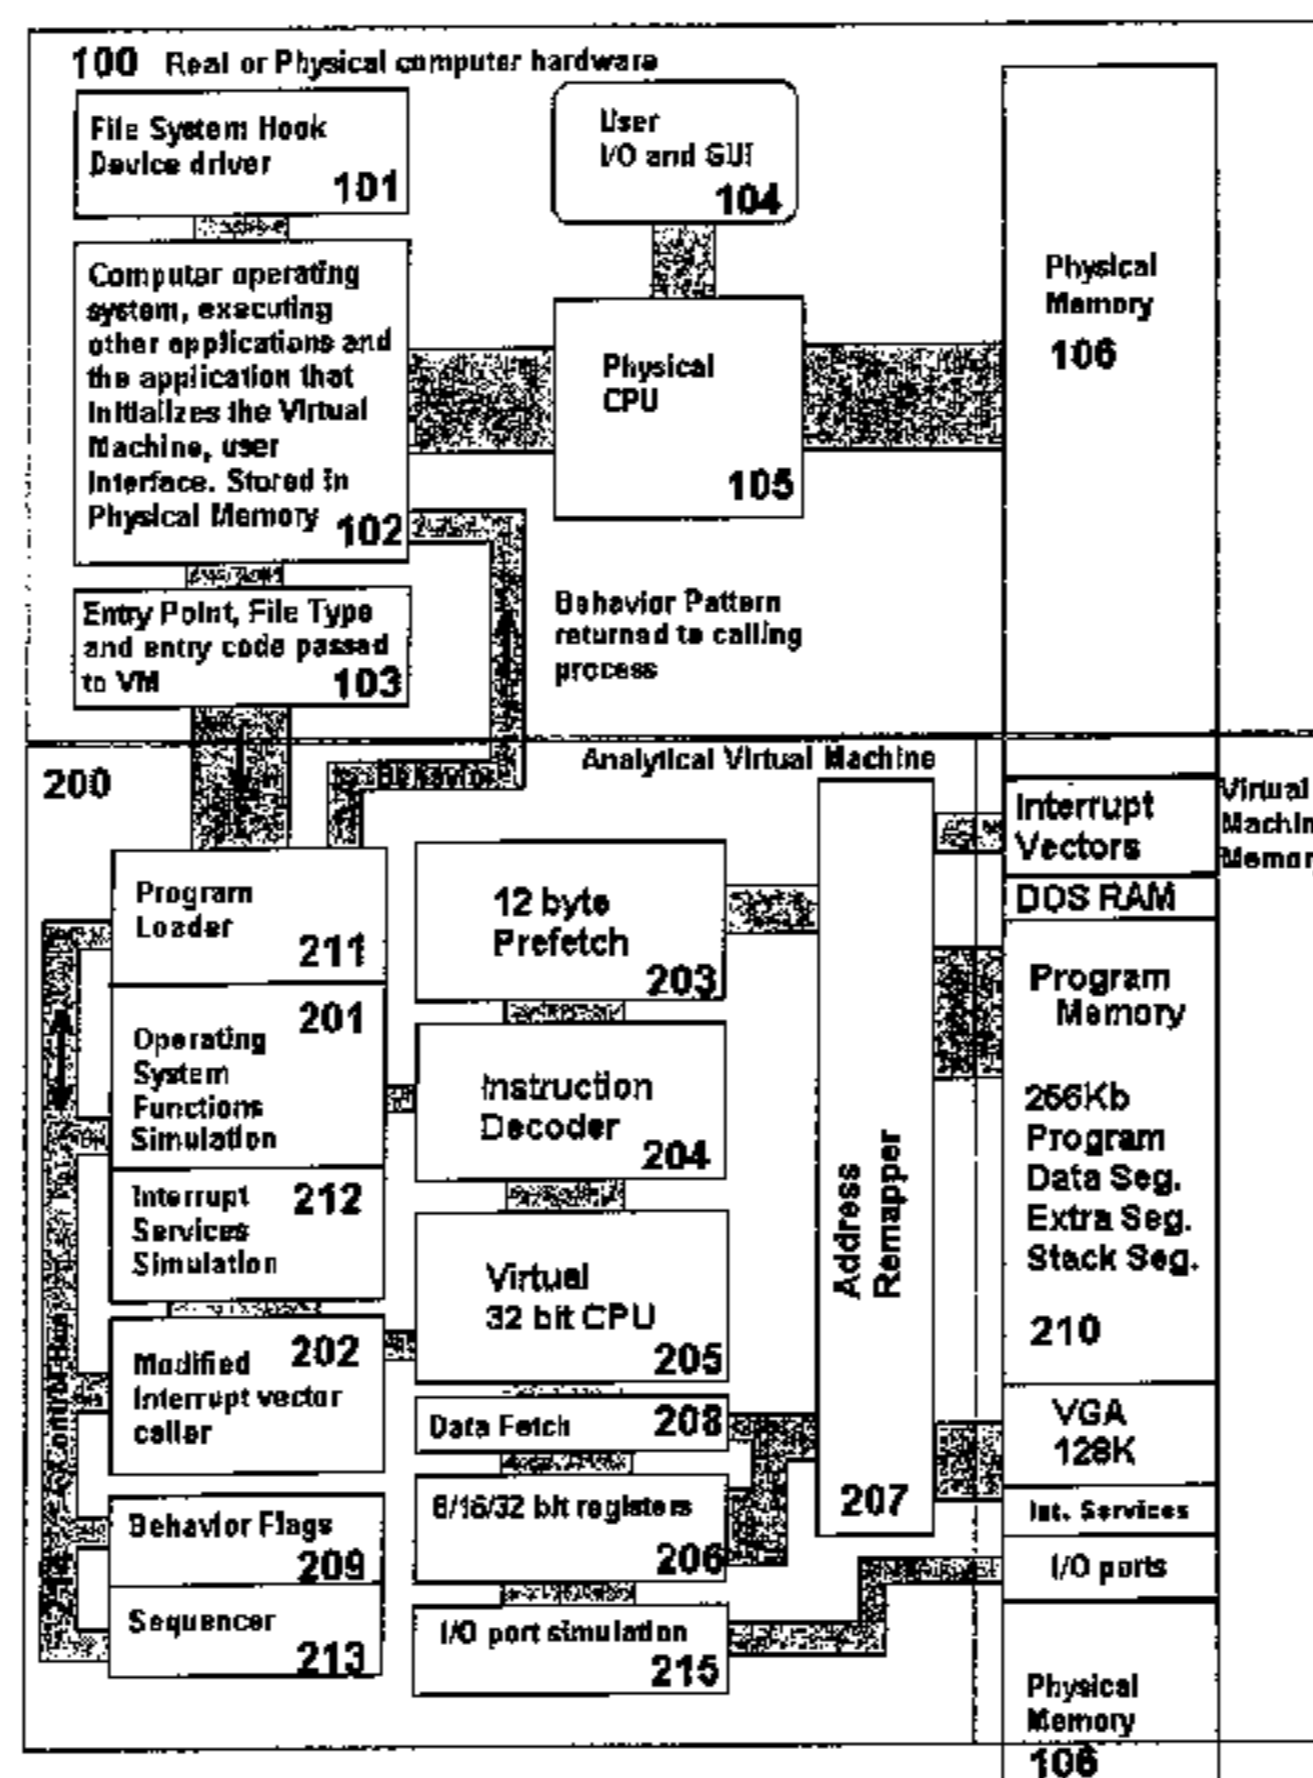 100 Real or Physical computer hardware
File System Hook
Device driver
101
User
I/O and GUI
104
Physical
Memory
106
Computer operating
system, executing
other applications and
the application that
initializes the Virtual
Machine, user
Interface. Stored in
Physical Memory
102
Physical
CPU
105
Entry Point, File Type
and entry code passed
to VM
103
Behavior Pattern
returned to calling
process
200
Behavior
Analytical Virtual Machine
Interrupt
Vectors
Virtual
Machin
Memor
DOS RAM
Program
Loader
211
12 byte
Prefetch
203
Program
Memory
256Kb
Program
Data Seg.
Extra Seg.
Stack Seg.
210
201
Operating
System
Functions
Simulation
Instruction
Decoder
204
Address
Remapper
207
Interrupt
Services
Simulation
212
Virtual
32 bit CPU
205
Modified
Interrupt vector
caller
202
Data Fetch
208
VGA
128K
8/16/32 bit registers
206
Int. Services
I/O ports
Behavior Flags
209
Sequencer
213
I/O port simulation
215
Physical
Memory
106